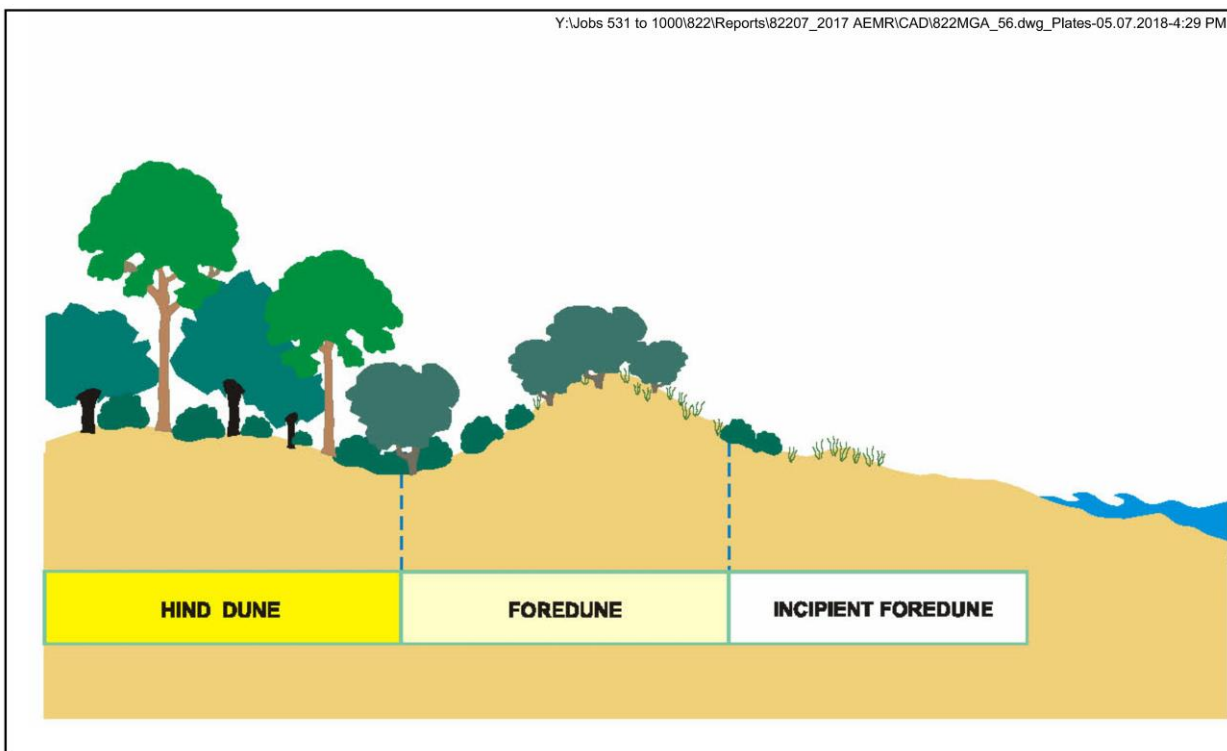 Y:\Jobs 531 to 1000\822\Reports\82207_2017 AEMR\CAD\822MGA_56.dwg_Plates-05.07.2018-4:29 PM
HIND DUNE
FOREDUNE
INCIPIENT FOREDUNE